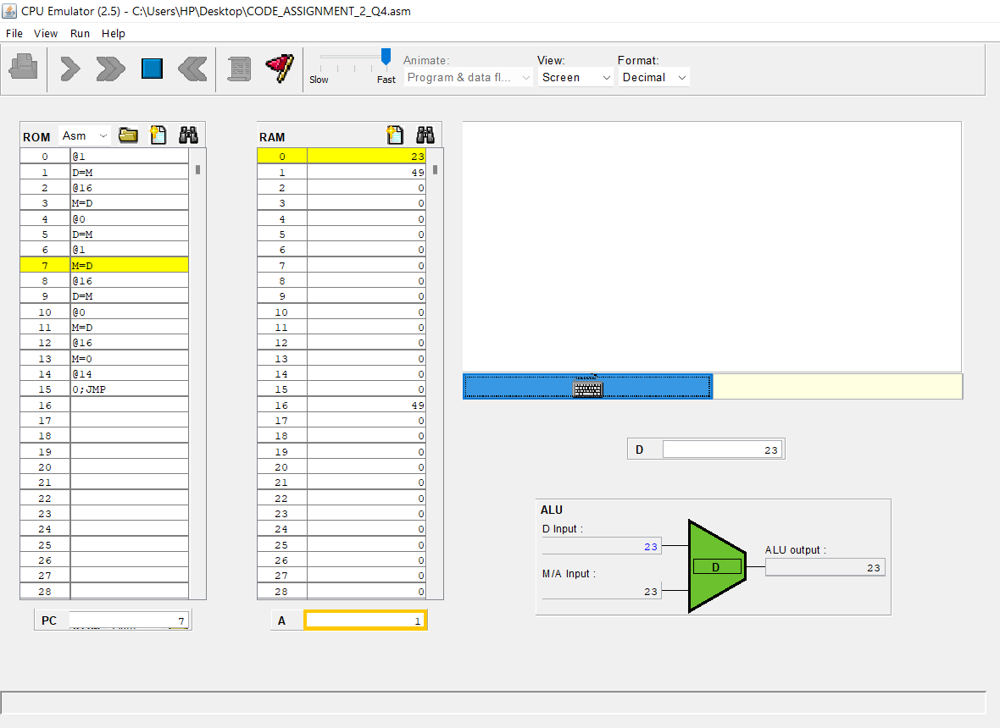 CPU Emulator (2.5) - C:\Users\HP\Desktop\CODE_ASSIGNMENT_2_Q4.asm
File View Run Help
Slow Fast
Animate: View: Format:
Program & data fl... Screen Decimal
ROM Asm
0 @1
1 D=M
2 @16
3 M=D
4 @0
5 D=M
6 @1
7 M=D
8 @16
9 D=M
10 @0
11 M=D
12 @16
13 M=0
14 @14
15 0;JMP
16
17
18
19
20
21
22
23
24
25
26
27
28
PC 7
RAM
0 23
1 49
2 0
3 0
4 0
5 0
6 0
7 0
8 0
9 0
10 0
11 0
12 0
13 0
14 0
15 0
16 49
17 0
18 0
19 0
20 0
21 0
22 0
23 0
24 0
25 0
26 0
27 0
28 0
A 1
D 23
ALU
D Input :
23
M/A Input :
23
D
ALU output :
23